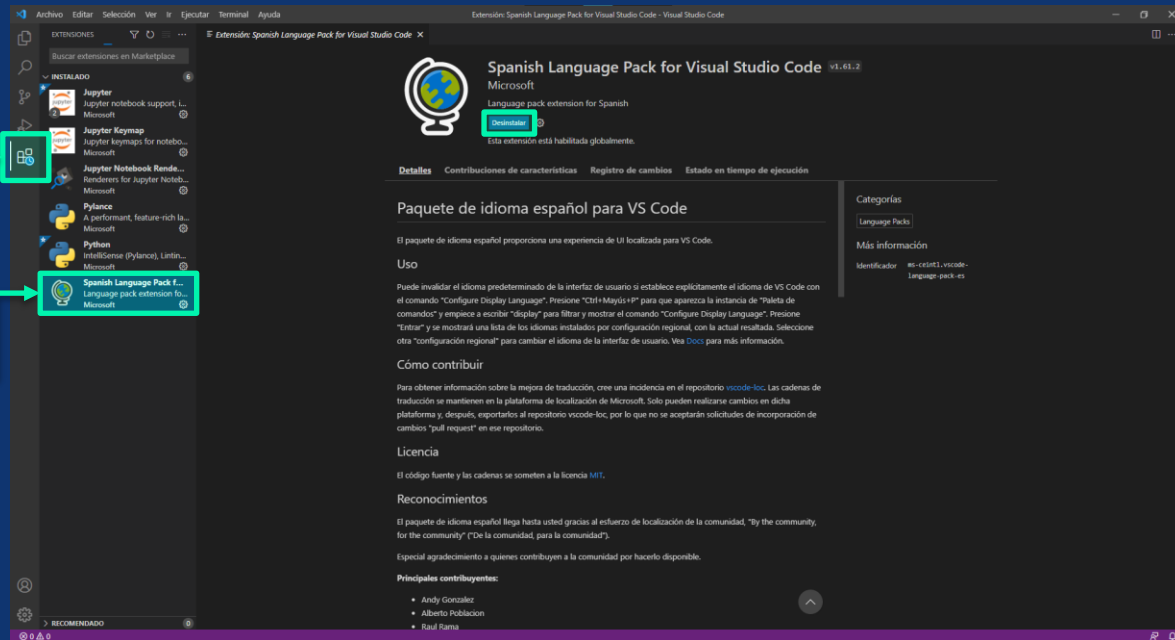 Archivo Editar Selección Ver Ir Ejecutar Terminal Ayuda
Extensión: Spanish Language Pack for Visual Studio Code - Visual Studio Code
EXTENSIONES
Buscar extensiones en Marketplace
INSTALADO 6
Jupyter
Jupyter notebook support, i...
Microsoft
2
Jupyter Keymap
Jupyter keymaps for notebo...
Microsoft
Jupyter Notebook Rende...
Renderers for Jupyter Noteb...
Microsoft
Pylance
A performant, feature-rich la...
Microsoft
Python
IntelliSense (Pylance), Lintin...
Microsoft
Spanish Language Pack f...
Language pack extension fo...
Microsoft
RECOMENDADO 0
0 0
Extensión: Spanish Language Pack for Visual Studio Code
Spanish Language Pack for Visual Studio Code v1.61.2
Microsoft
Language pack extension for Spanish
Desinstalar
Esta extensión está habilitada globalmente.
Detalles Contribuciones de características Registro de cambios Estado en tiempo de ejecución
Paquete de idioma español para VS Code
El paquete de idioma español proporciona una experiencia de UI localizada para VS Code.
Uso
Puede invalidar el idioma predeterminado de la interfaz de usuario si establece explícitamente el idioma de VS Code con
el comando "Configure Display Language". Presione "Ctrl+Mayús+P" para que aparezca la instancia de "Paleta de
comandos" y empiece a escribir "display" para filtrar y mostrar el comando "Configure Display Language". Presione
"Entrar" y se mostrará una lista de los idiomas instalados por configuración regional, con la actual resaltada. Seleccione
otra "configuración regional" para cambiar el idioma de la interfaz de usuario. Vea Docs para más información.
Cómo contribuir
Para obtener información sobre la mejora de traducción, cree una incidencia en el repositorio vscode-loc. Las cadenas de
traducción se mantienen en la plataforma de localización de Microsoft. Solo pueden realizarse cambios en dicha
plataforma y, después, exportarlos al repositorio vscode-loc, por lo que no se aceptarán solicitudes de incorporación de
cambios "pull request" en ese repositorio.
Licencia
El código fuente y las cadenas se someten a la licencia MIT.
Reconocimientos
El paquete de idioma español llega hasta usted gracias al esfuerzo de localización de la comunidad, "By the community,
for the community" ("De la comunidad, para la comunidad").
Especial agradecimiento a quienes contribuyen a la comunidad por hacerlo disponible.
Principales contribuyentes:
Andy Gonzalez
Alberto Poblacion
Raul Rama
Categorías
Language Packs
Más información
Identificador ms-ceintl.vscode-
language-pack-es